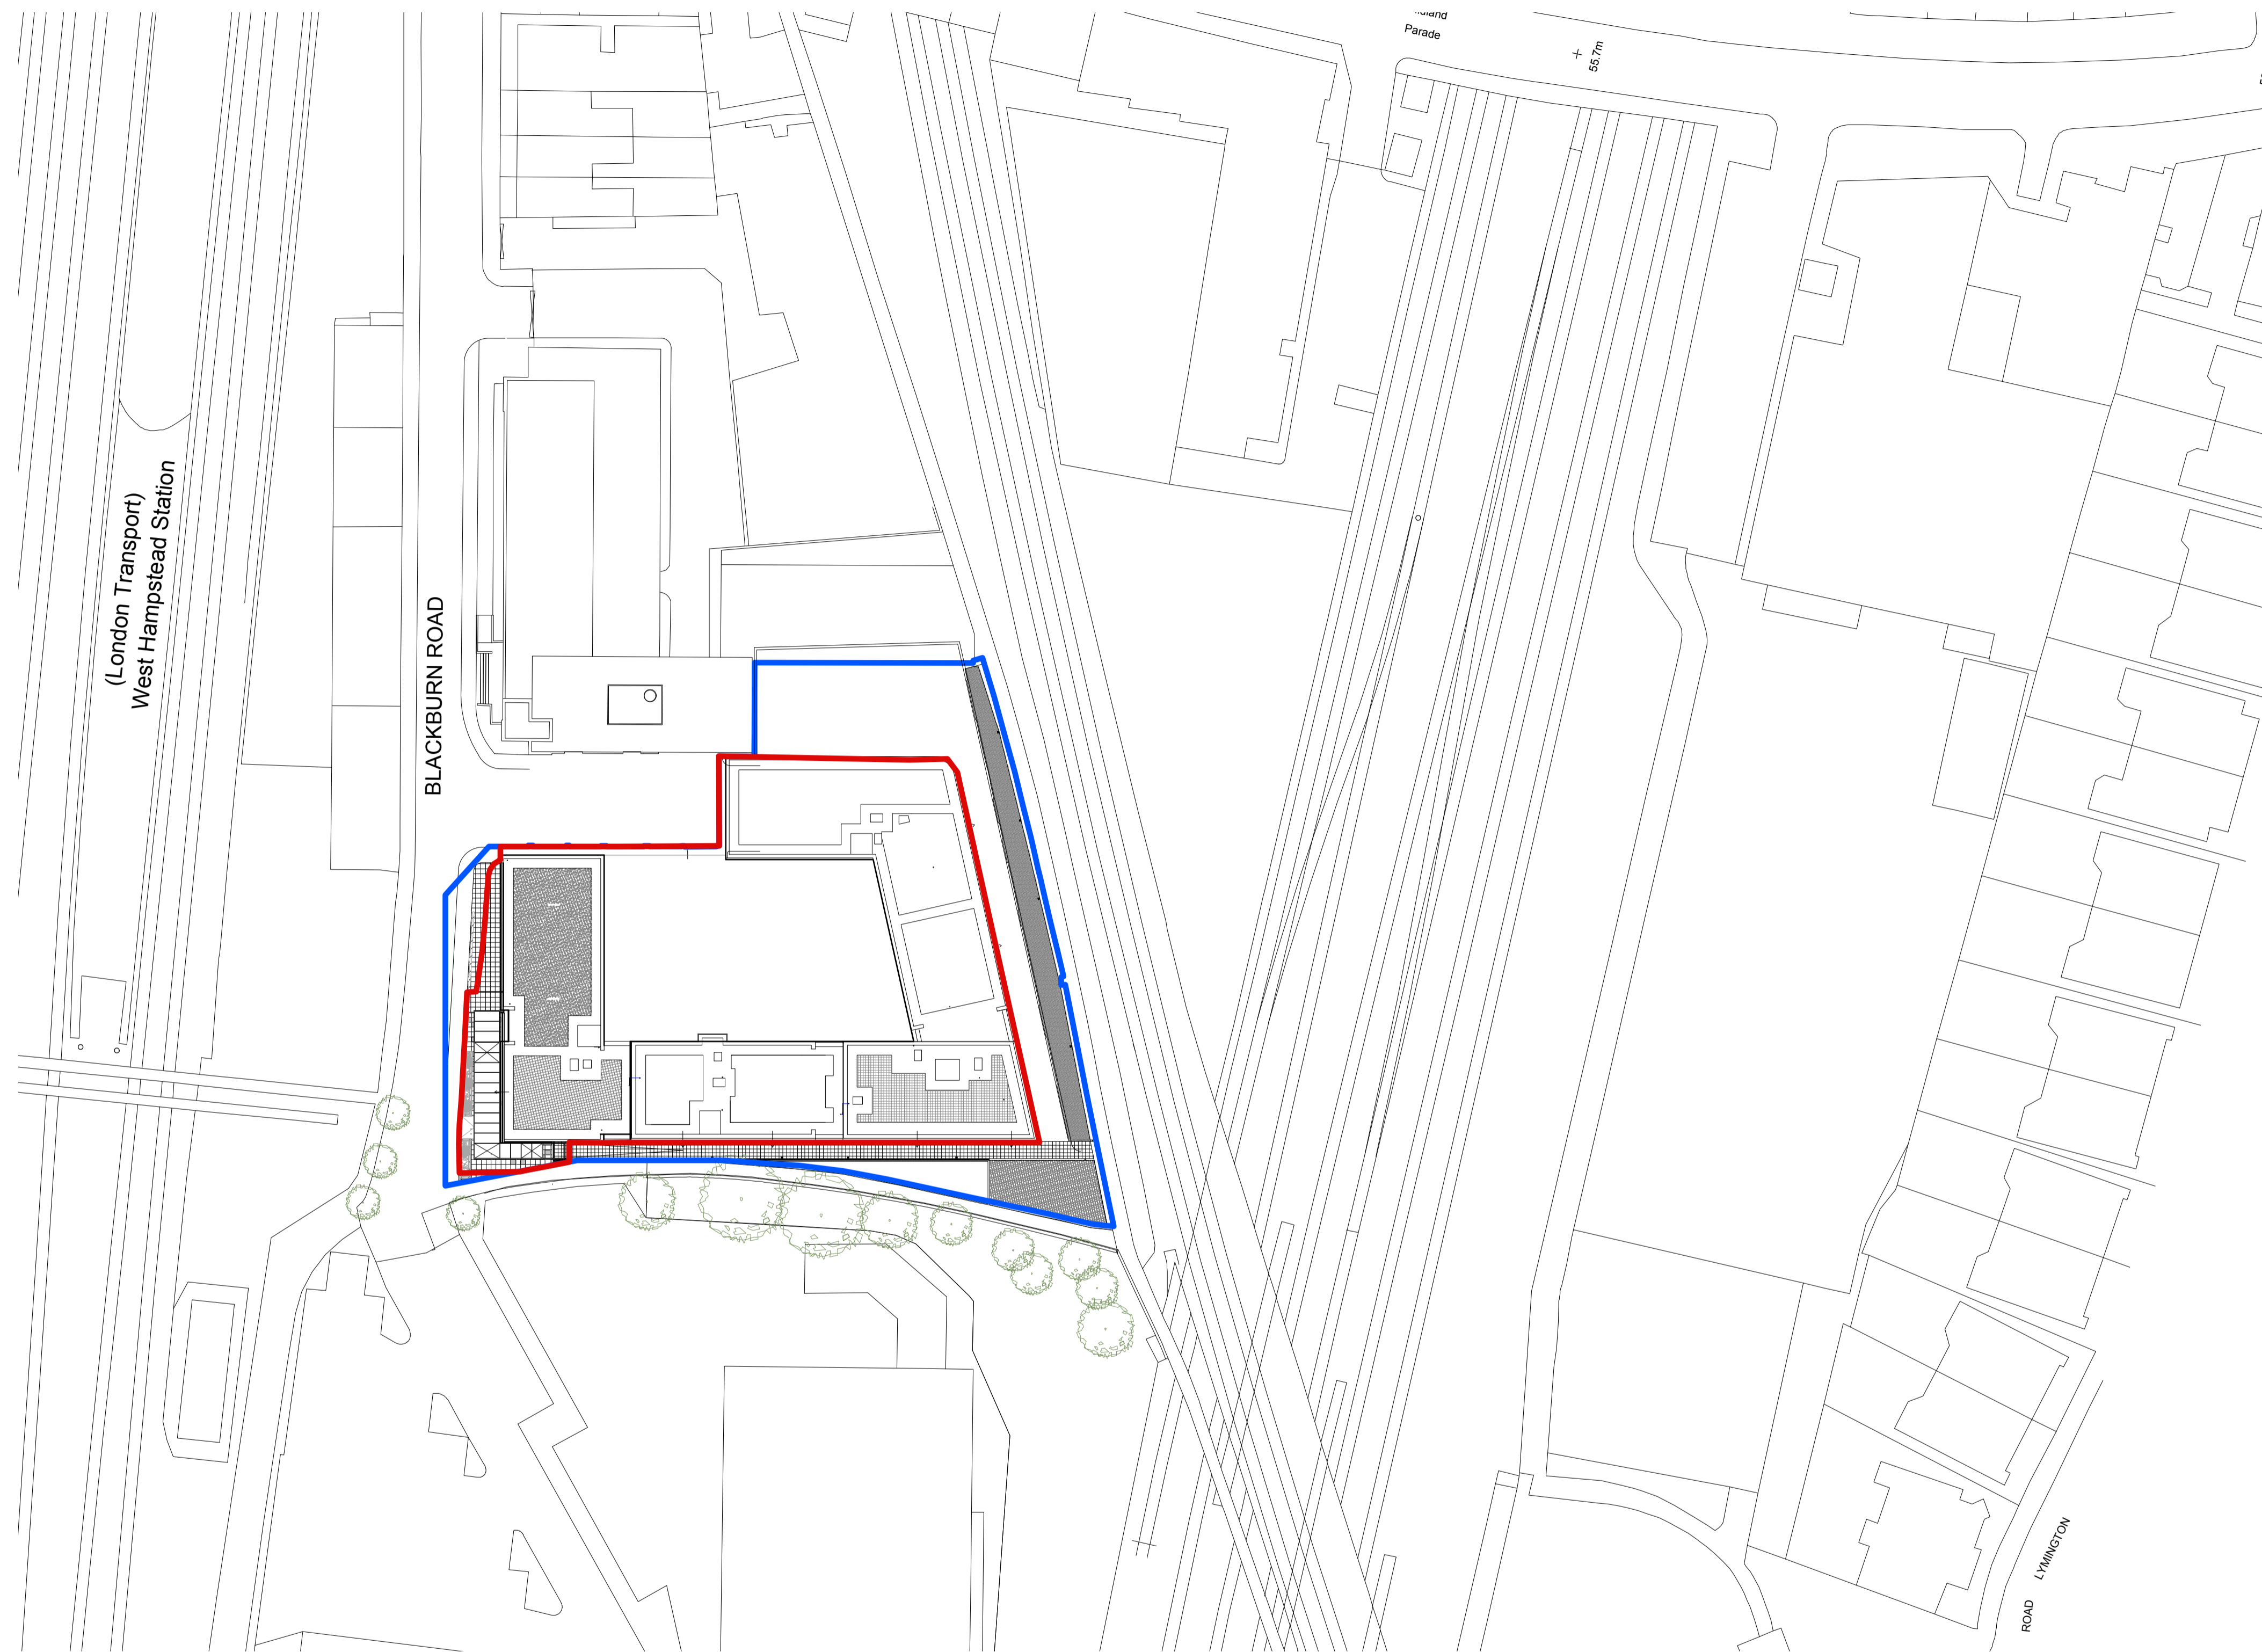 Parade
55.7m
(London Transport)
West Hampstead Station
BLACKBURN ROAD
LYMINGTON
ROAD